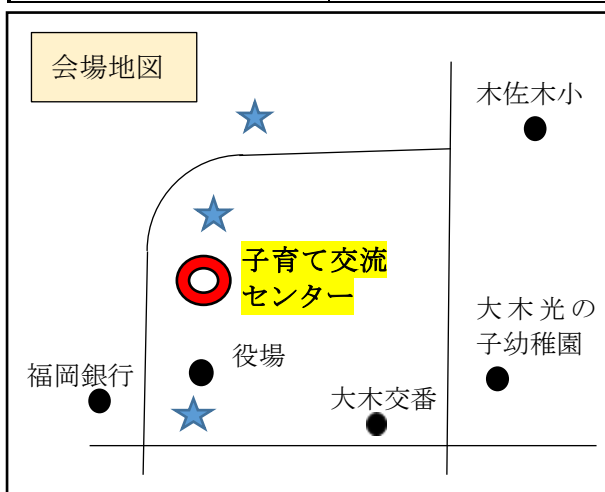 会場地図
木佐木小
子育て交流
センター
大木光の
子幼稚園
役場
福岡銀行
大木交番